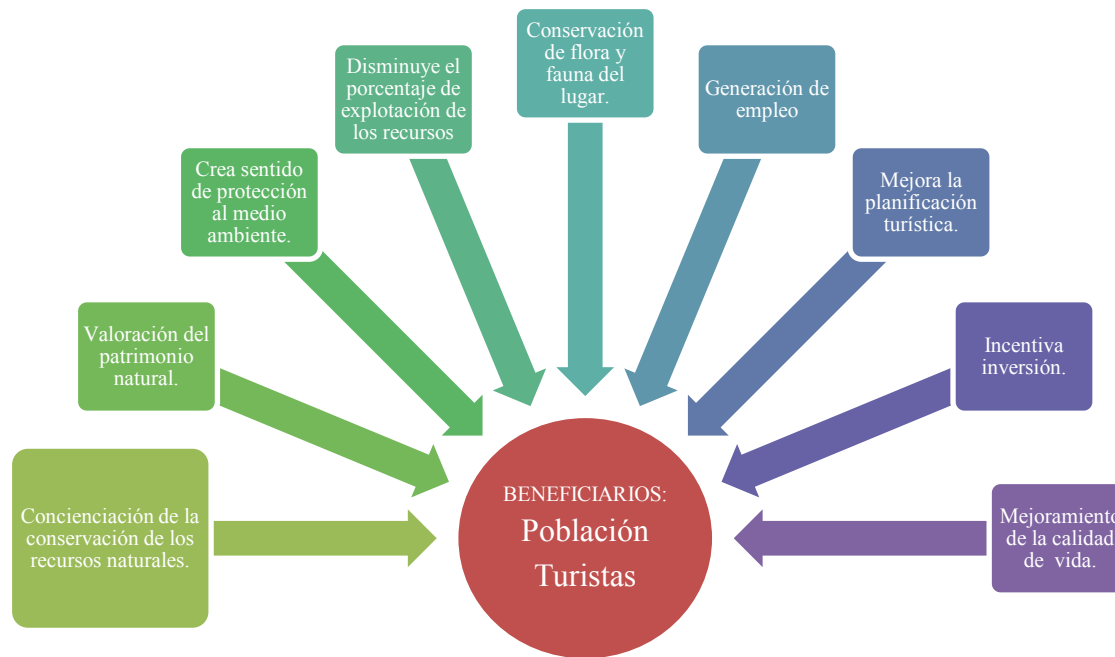 Concienciación de la
conservación de los
recursos naturales.
Valoración del
patrimonio
natural.
Crea sentido
de protección
al medio
ambiente.
Disminuye el
porcentaje de
explotación de
los recursos
Conservación
de flora y
fauna del
lugar.
Generación de
empleo
Mejora la
planificación
turística.
Incentiva
inversión.
Mejoramiento
de la calidad
de vida.
BENEFICIARIOS:
Población
Turistas